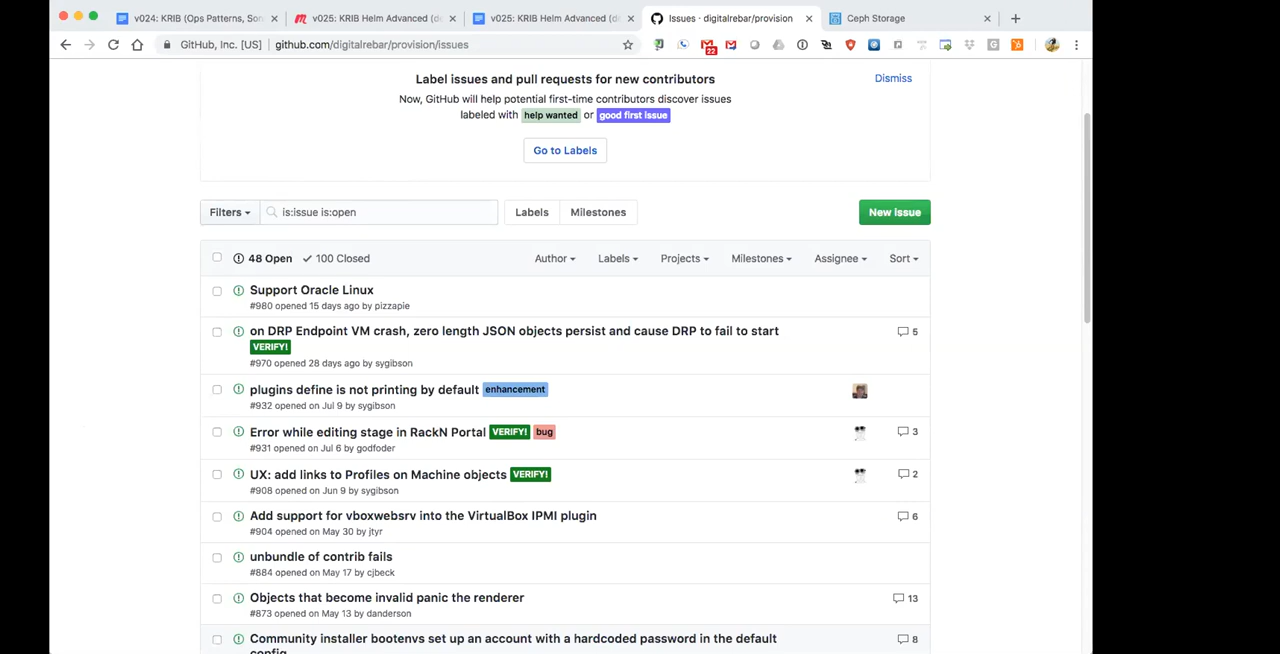 v024: KRIB (Ops Patterns, Son
v025: KRIB Helm Advanced (de
v025: KRIB Helm Advanced (di
Issues · digitalrebar/provision
Ceph Storage
GitHub, Inc. [US]
github.com/digitalrebar/provision/issues
22
Label issues and pull requests for new contributors
Dismiss
Now, GitHub will help potential first-time contributors discover issues
labeled with help wanted or good first issue
Go to Labels
Filters
is:issue is:open
Labels
Milestones
New issue
48 Open
100 Closed
Author
Labels
Projects
Milestones
Assignee
Sort
Support Oracle Linux
#980 opened 15 days ago by pizzapie
on DRP Endpoint VM crash, zero length JSON objects persist and cause DRP to fail to start
5
VERIFY!
#970 opened 28 days ago by sygibson
plugins define is not printing by default enhancement
#932 opened on Jul 9 by sygibson
Error while editing stage in RackN Portal VERIFY! bug
3
#931 opened on Jul 6 by godfoder
UX: add links to Profiles on Machine objects VERIFY!
2
#908 opened on Jun 9 by sygibson
Add support for vboxwebsrv into the VirtualBox IPMI plugin
6
#904 opened on May 30 by jtyr
unbundle of contrib fails
#884 opened on May 17 by cjbeck
Objects that become invalid panic the renderer
13
#873 opened on May 13 by danderson
Community installer bootenvs set up an account with a hardcoded password in the default
8
config